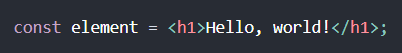 const element = <h1>Hello, world!</h1>;